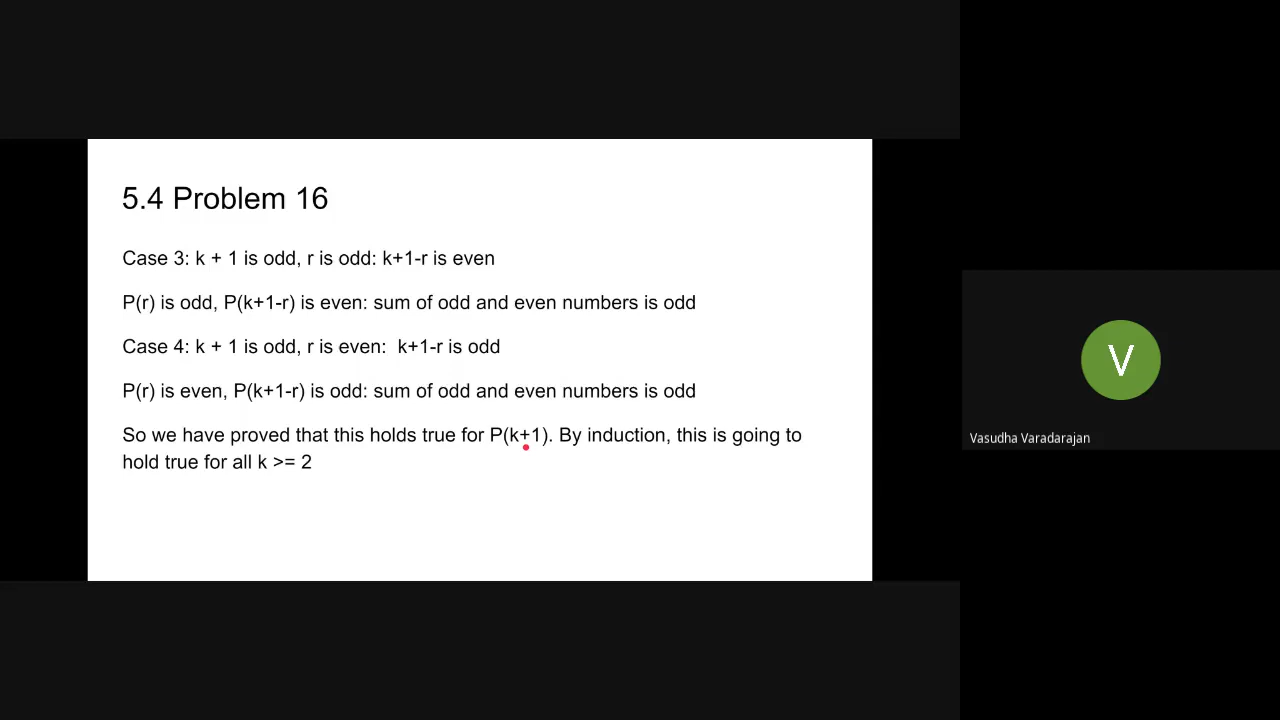 5.4 Problem 16
Case 3: k + 1 is odd, r is odd: k+1-r is even
P(r) is odd, P(k+1-r) is even: sum of odd and even numbers is odd
Case 4: k + 1 is odd, r is even:  k+1-r is odd
P(r) is even, P(k+1-r) is odd: sum of odd and even numbers is odd
So we have proved that this holds true for P(k+1). By induction, this is going to
hold true for all k >= 2
V
Vasudha Varadarajan